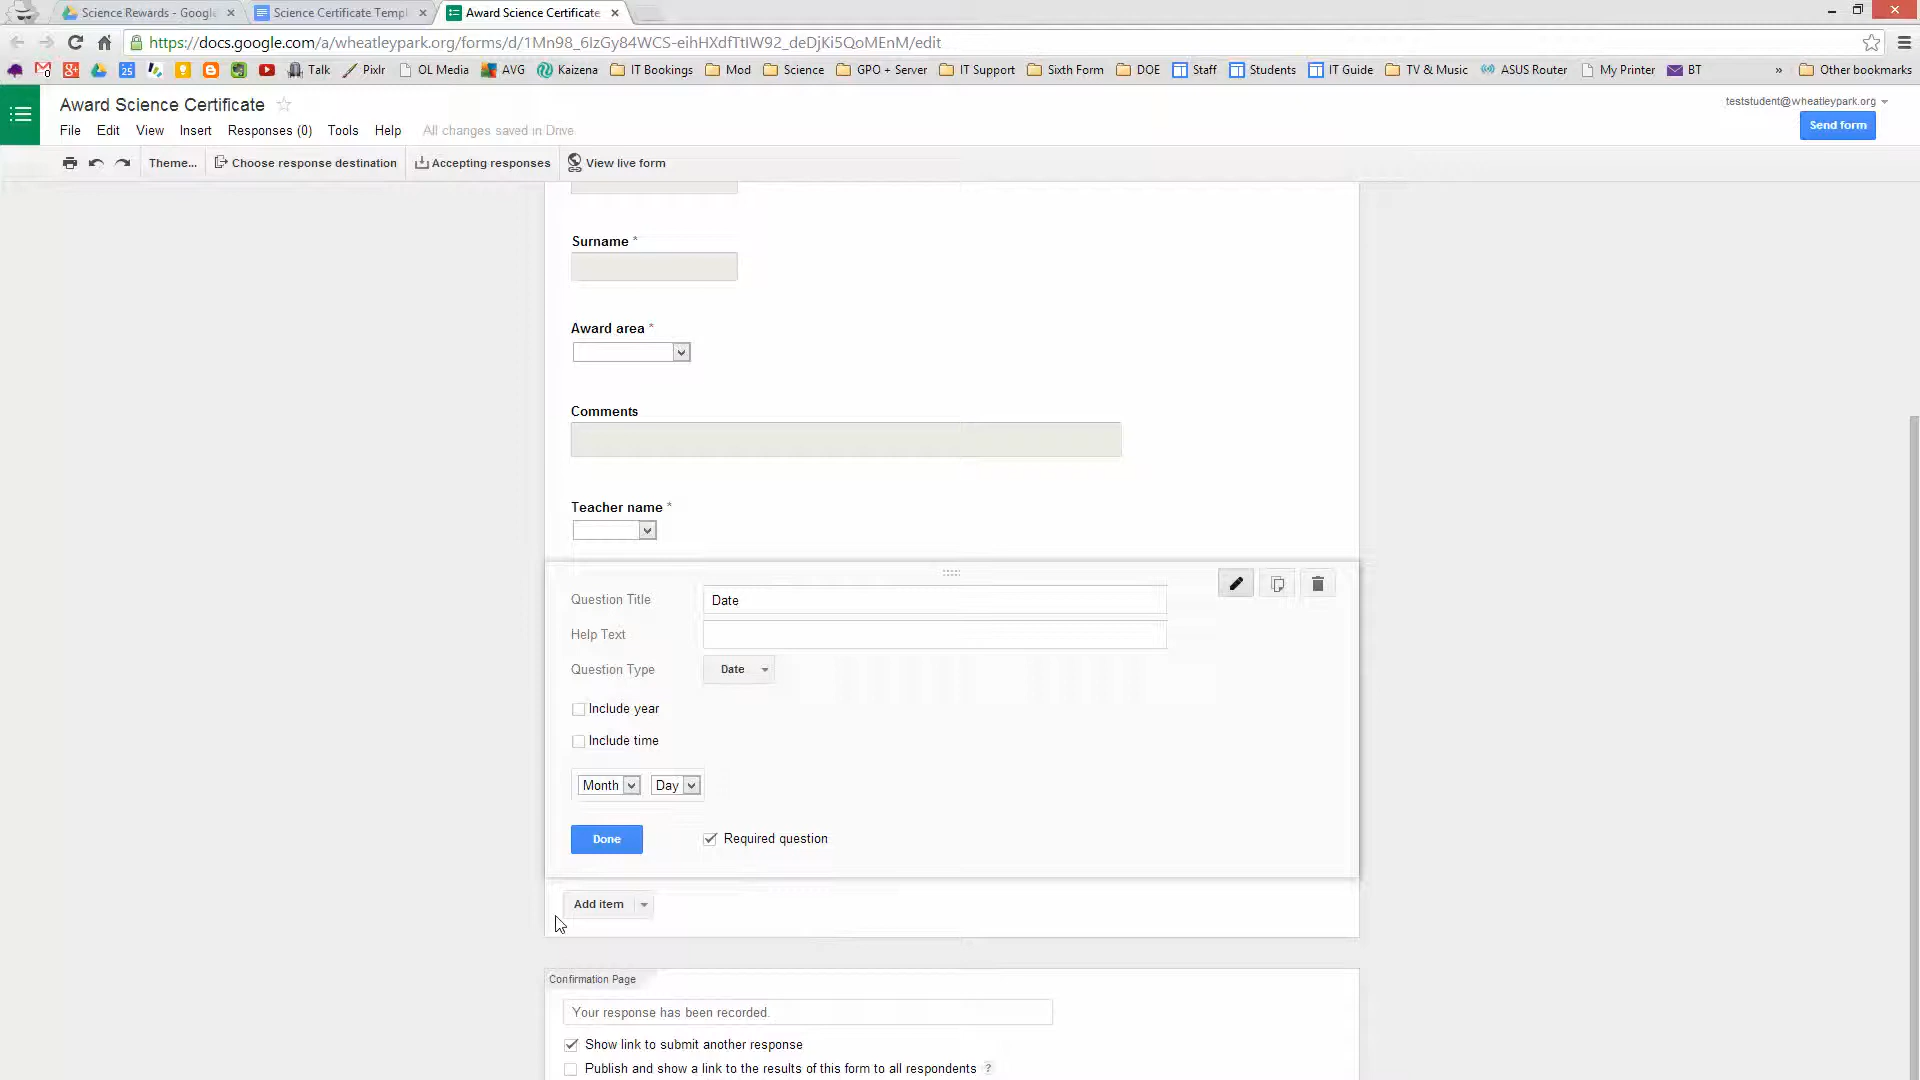 Science Rewards - Google
Science Certificate Templ
Award Science Certificate
https://docs.google.com/a/wheatleypark.org/forms/d/1Mn98_6IzGy84WCS-eihHXdfTtIW92_deDjKi5QoMEnM/edit
Talk Pixlr OL Media AVG Kaizena IT Bookings Mod Science GPO + Server IT Support Sixth Form DOE Staff Students IT Guide TV & Music ASUS Router My Printer BT » Other bookmarks
Award Science Certificate
teststudent@wheatleypark.org
File Edit View Insert Responses (0) Tools Help All changes saved in Drive
Send form
Theme... Choose response destination Accepting responses View live form
Surname *
Award area *
Comments
Teacher name *
Question Title Date
Help Text
Question Type Date
Include year
Include time
Month Day
Done Required question
Add item
Confirmation Page
Your response has been recorded.
Show link to submit another response
Publish and show a link to the results of this form to all respondents ?